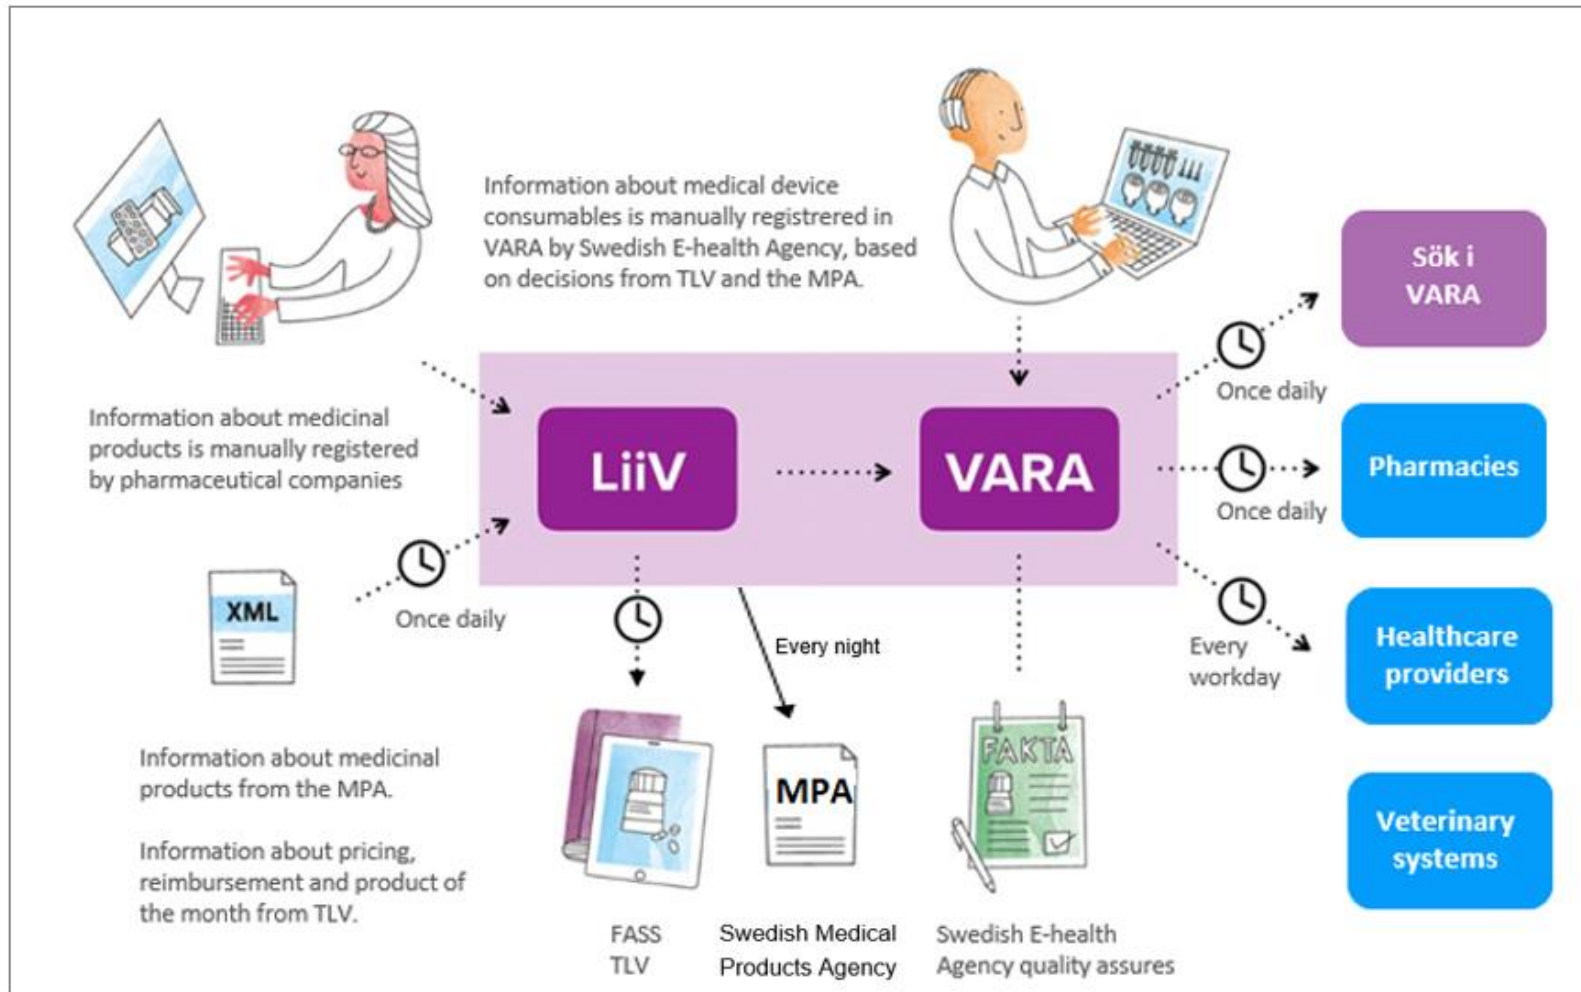 Information about medical device
consumables is manually registrered in
VARA by Swedish E-health Agency, based
on decisions from TLV and the MPA.
Sök i
VARA
Once daily
Information about medicinal
products is manually registered
by pharmaceutical companies
LiiV
VARA
Pharmacies
Once daily
XML
Once daily
Every night
Every
workday
Healthcare
providers
Information about medicinal
products from the MPA.
Information about pricing,
reimbursement and product of
the month from TLV.
MPA
FAKTA
Veterinary
systems
FASS
TLV
Swedish Medical
Products Agency
Swedish E-health
Agency quality assures